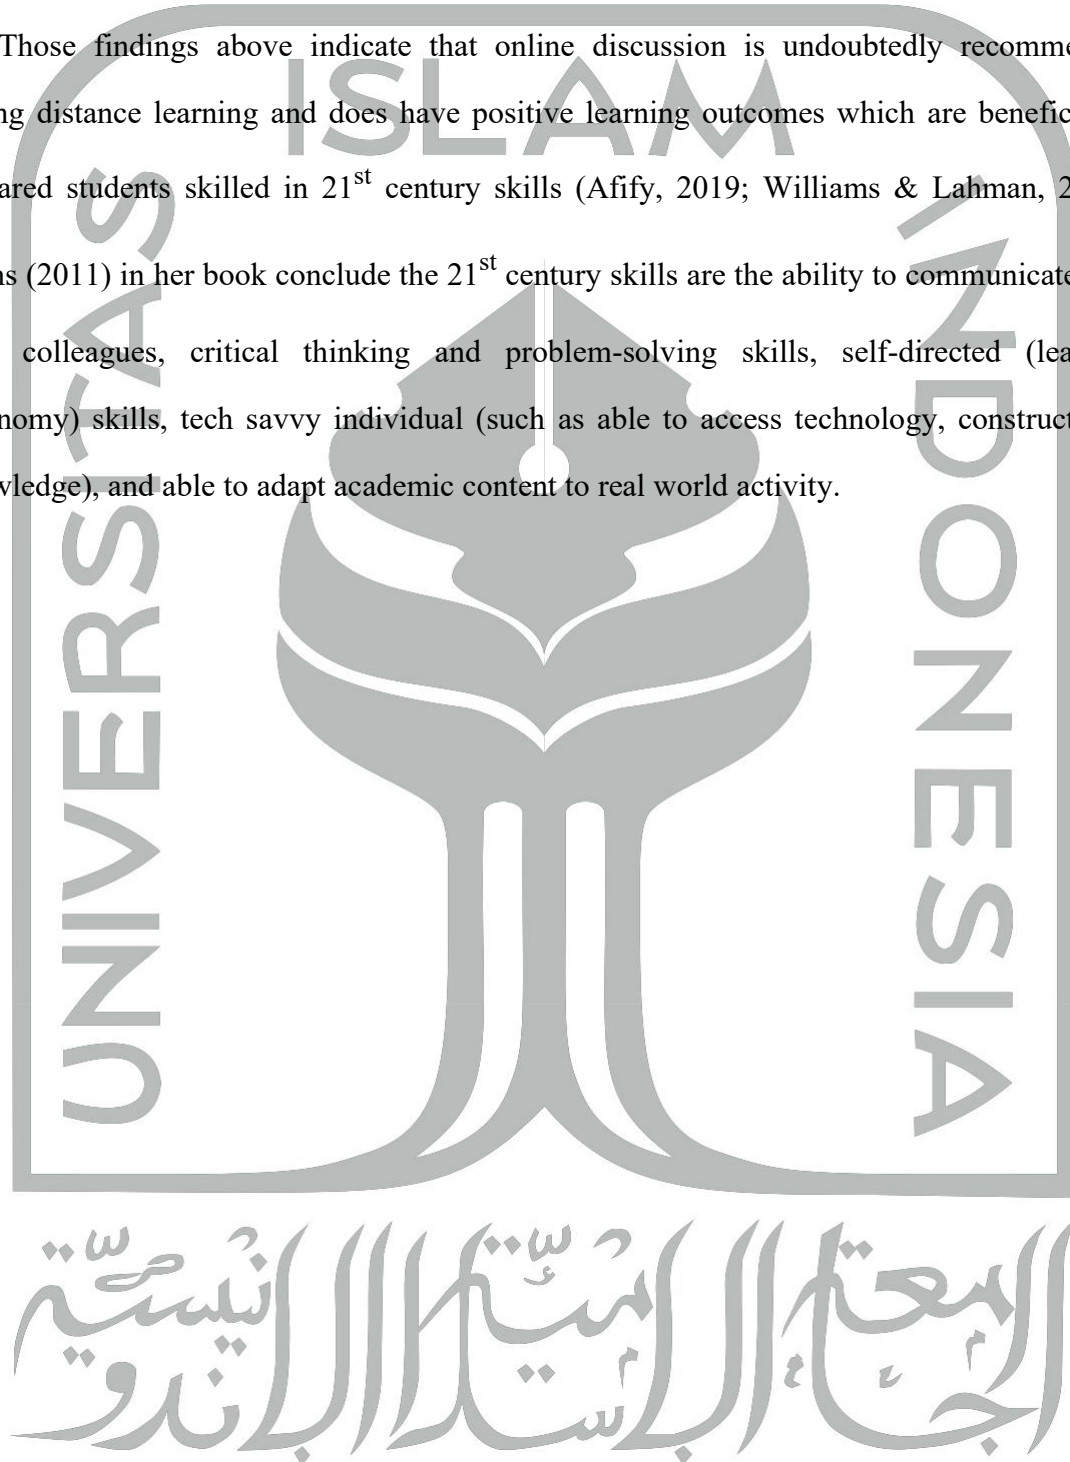 ISLAM
Those findings above indicate that online discussion is undoubtedly recomme
ng distance learning and does have positive learning outcomes which are benefic
ared students skilled in 21st century skills (Afify, 2019; Williams & Lahman, 2
ns (2011) in her book conclude the 21st century skills are the ability to communicate
colleagues, critical thinking and problem-solving skills, self-directed (lea
nomy) skills, tech savvy individual (such as able to access technology, construct
wledge), and able to adapt academic content to real world activity.
UNIVERSITAS
INDONESIA
الجامعة الإسلامية الإندونيسية